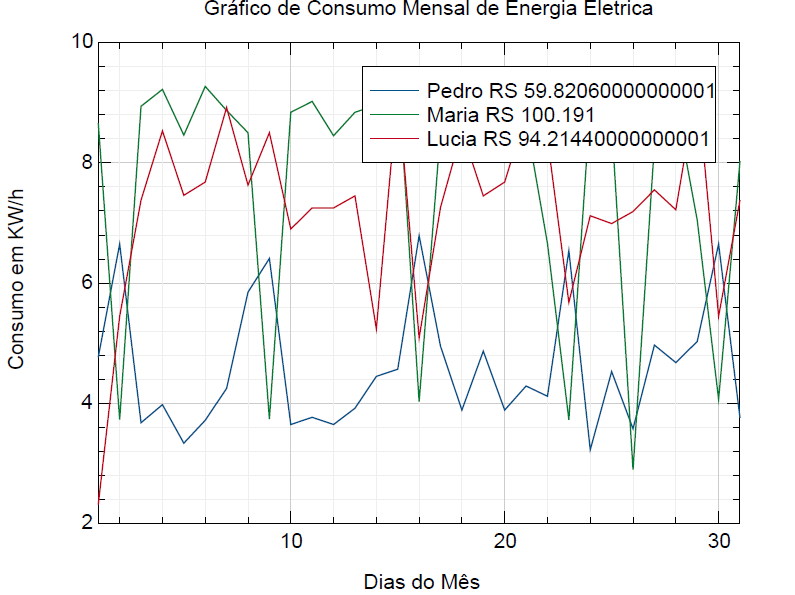 Gráfico de Consumo Mensal de Energia Eletrica
10
Pedro RS 59.82060000000001
Maria RS 100.191
Lucia RS 94.21440000000001
8
Consumo em KW/h
6
4
2
10
20
30
Dias do Mês